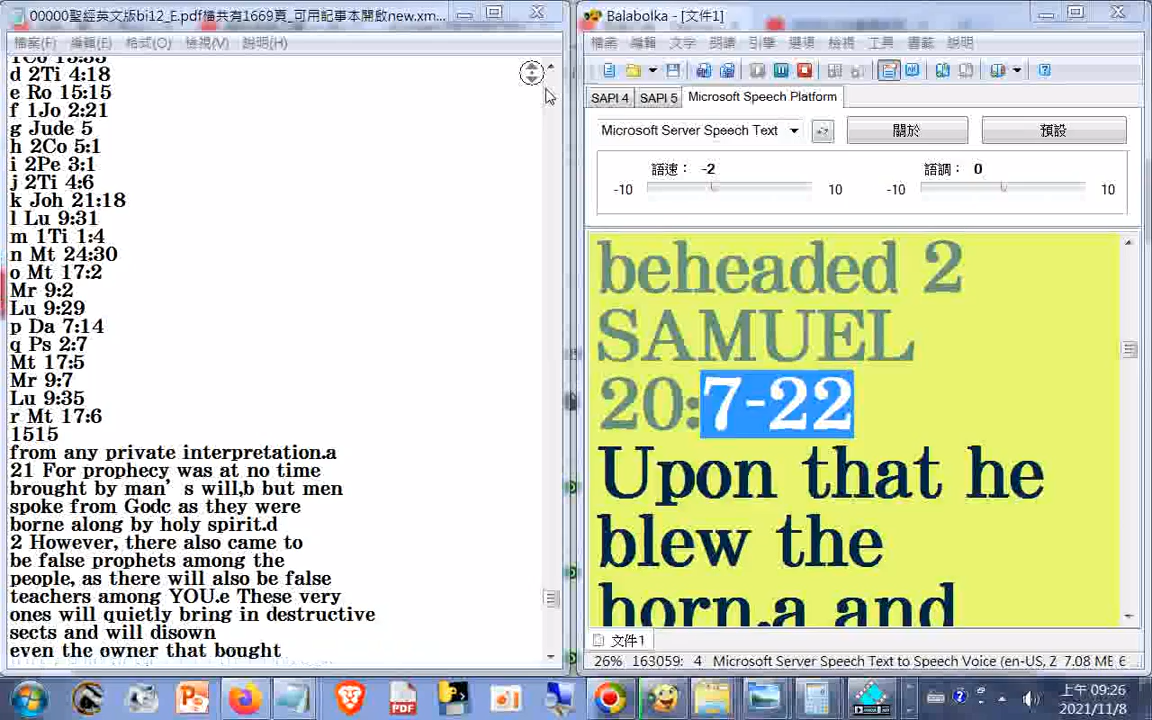 00000聖經英文版bi12_E.pdf檔共有1669頁_可用記事本開啟new.xm...
檔案(F) 編輯(E) 格式(O) 檢視(V) 說明(H)
1Co 15:53
d 2Ti 4:18
e Ro 15:15
f 1Jo 2:21
g Jude 5
h 2Co 5:1
i 2Pe 3:1
j 2Ti 4:6
k Joh 21:18
l Lu 9:31
m 1Ti 1:4
n Mt 24:30
o Mt 17:2
Mr 9:2
Lu 9:29
p Da 7:14
q Ps 2:7
Mt 17:5
Mr 9:7
Lu 9:35
r Mt 17:6
1515
from any private interpretation.a
21 For prophecy was at no time
brought by man’s will,b but men
spoke from Godc as they were
borne along by holy spirit.d
2 However, there also came to
be false prophets among the
people, as there will also be false
teachers among YOU.e These very
ones will quietly bring in destructive
sects and will disown
even the owner that bought
Balabolka - [文件1]
檔案 編輯 文字 朗讀 引擎 選項 檢視 工具 書籤 說明
SAPI 4 SAPI 5 Microsoft Speech Platform
Microsoft Server Speech Text 關於 預設
語速： -2 語調： 0
-10 10 -10 10
beheaded 2
SAMUEL
20:7-22
Upon that he
blew the
horn,a and
文件1
26% 163059: 4 Microsoft Server Speech Text to Speech Voice (en-US, Z 7.08 MB 6
PDF
上午 09:26
2021/11/8